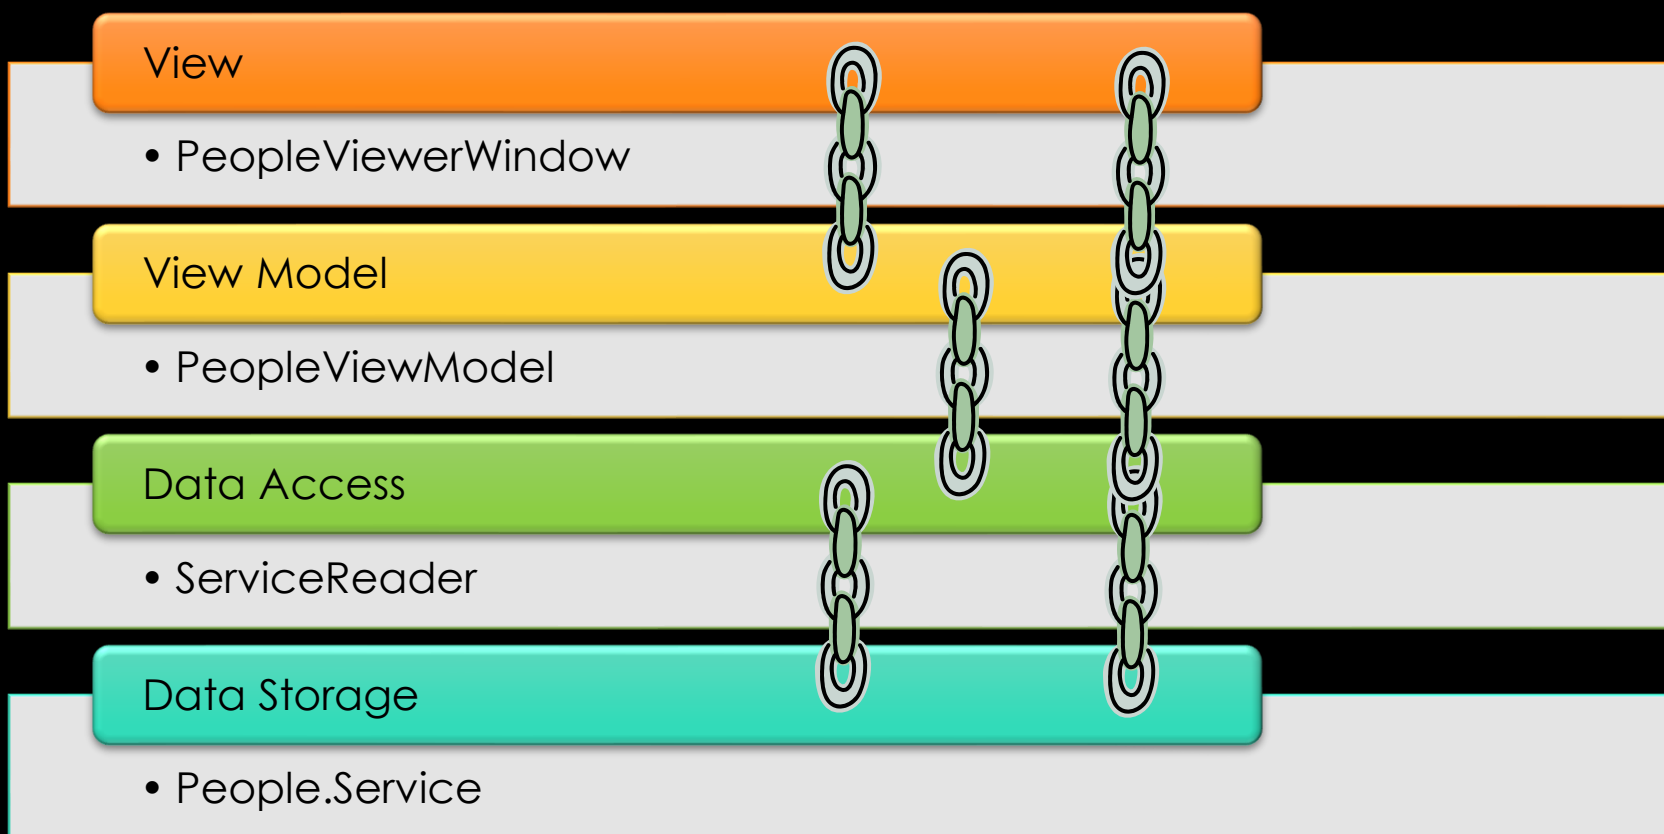 View
• PeopleViewerWindow
View Model
• PeopleViewModel
Data Access
• ServiceReader
Data Storage
• People.Service